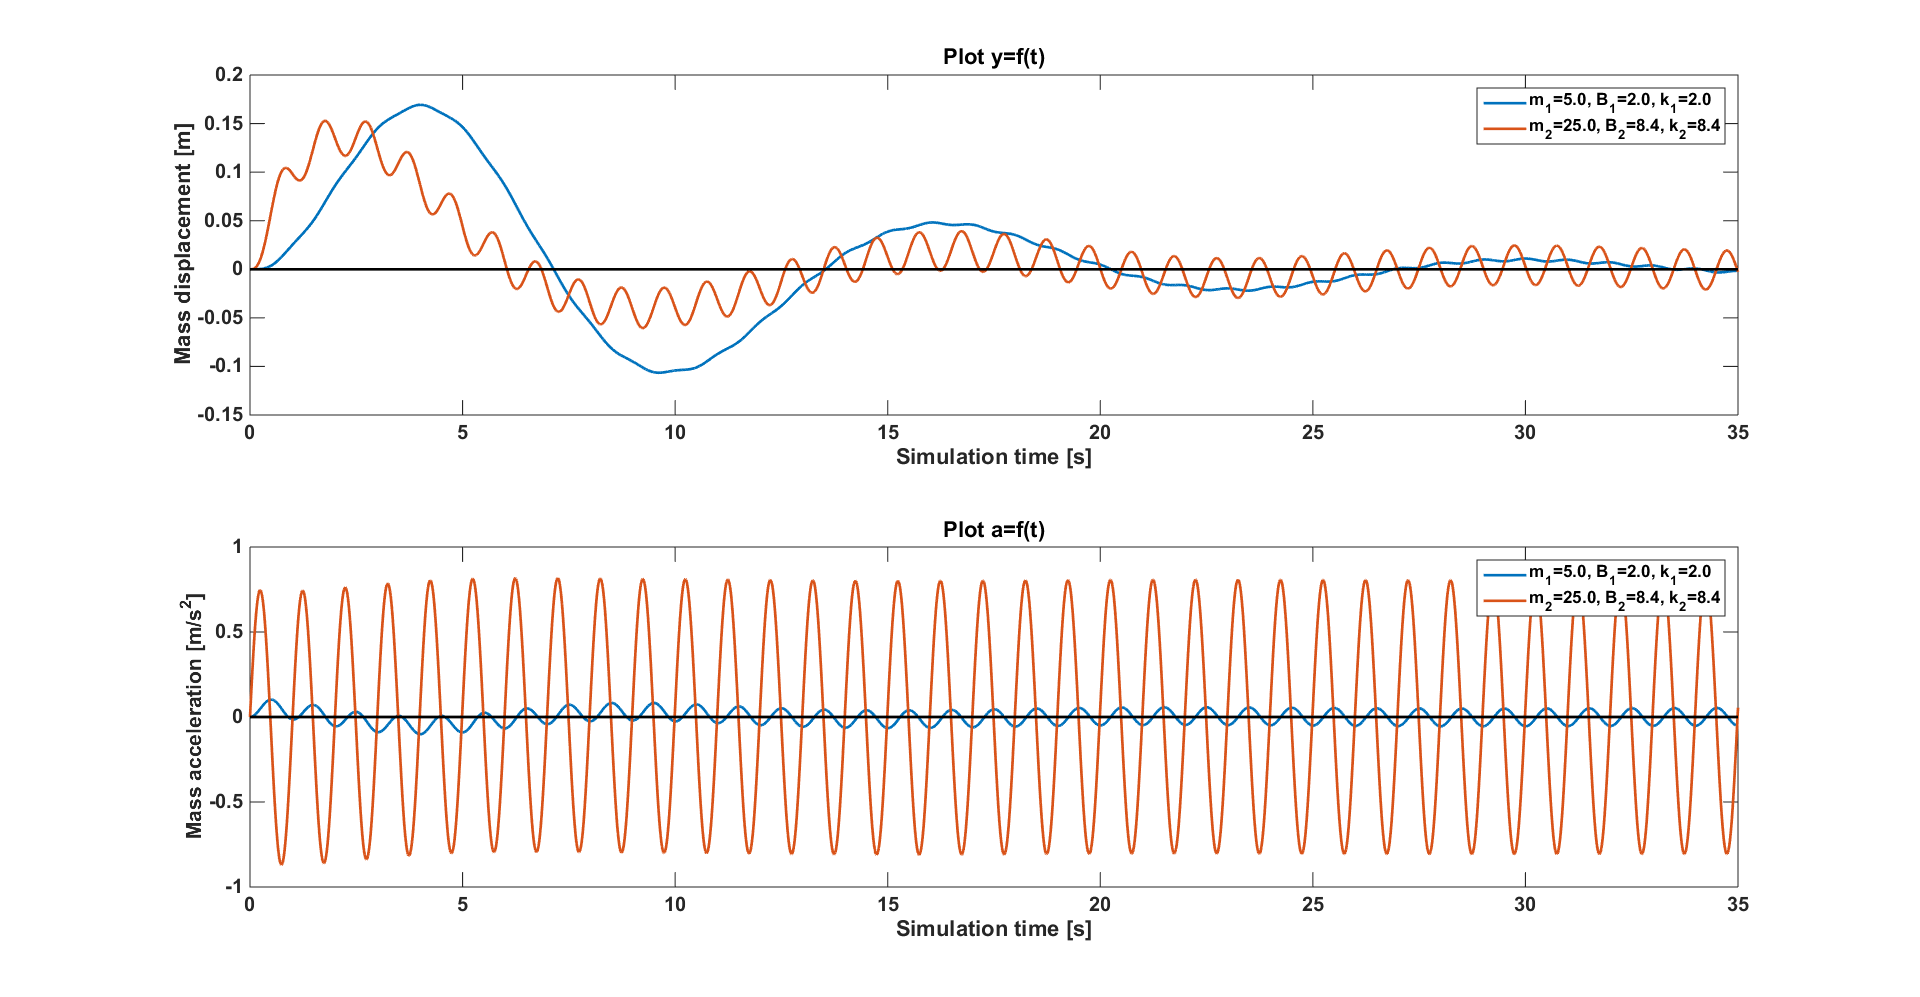 Plot y=f(t)
0.2
0.15
0.1
0.05
0
-0.05
-0.1
-0.15
Mass displacement [m]
m1=5.0, B1=2.0, k1=2.0
m2=25.0, B2=8.4, k2=8.4
0 5 10 15 20 25 30 35
Simulation time [s]
Plot a=f(t)
1
0.5
0
-0.5
-1
Mass acceleration [m/s2]
m1=5.0, B1=2.0, k1=2.0
m2=25.0, B2=8.4, k2=8.4
0 5 10 15 20 25 30 35
Simulation time [s]